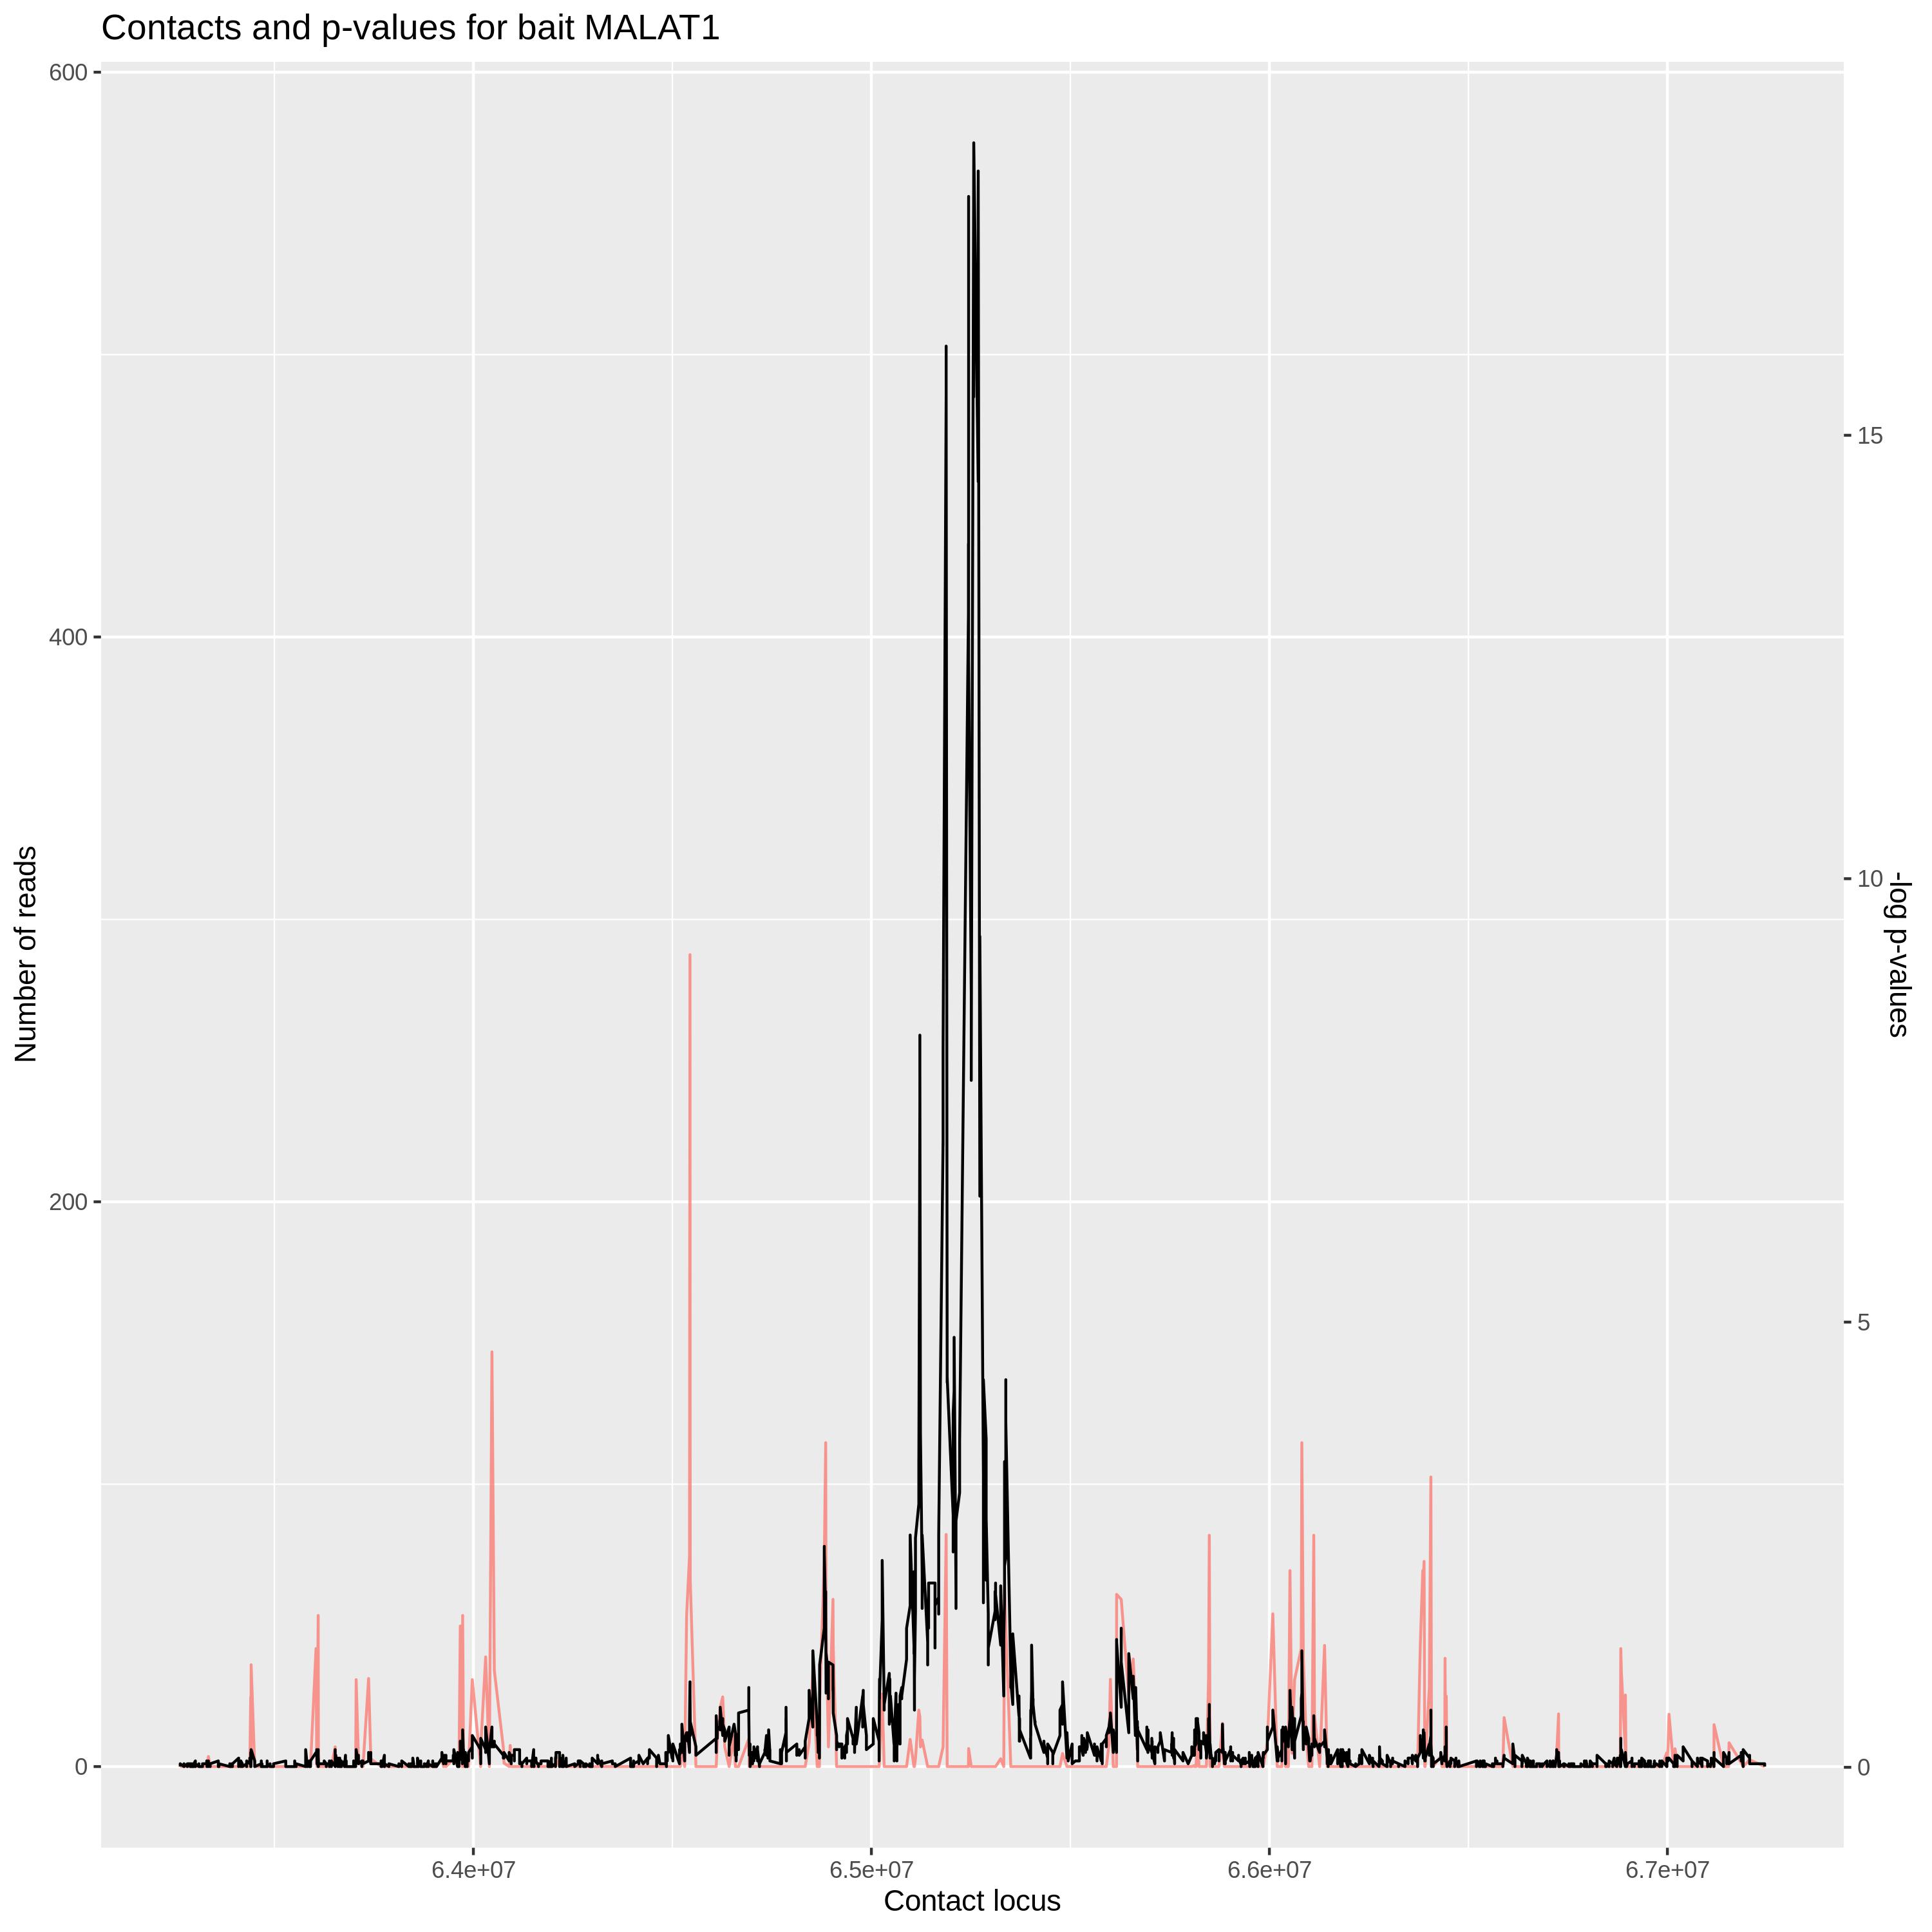 Contacts and p-values for bait MALAT1
600
400
200
0
Number of reads
15
10
5
0
-log p-values
6.4e+07
6.5e+07
6.6e+07
6.7e+07
Contact locus